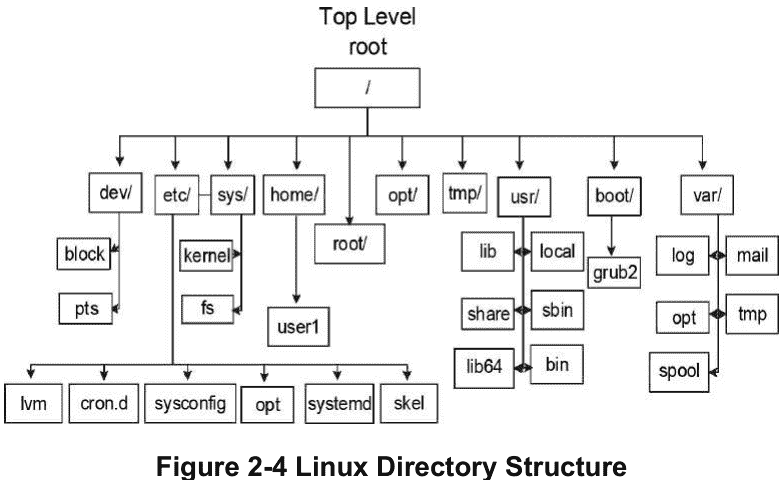 Top Level
root
/
dev/ etc/ sys/ home/ root/ opt/ tmp/ usr/ boot/ var/
block
pts
kernel
fs
user1
lib local
share sbin
lib64 bin
grub2
log mail
opt tmp
spool
lvm cron.d sysconfig opt systemd skel
Figure 2-4 Linux Directory Structure